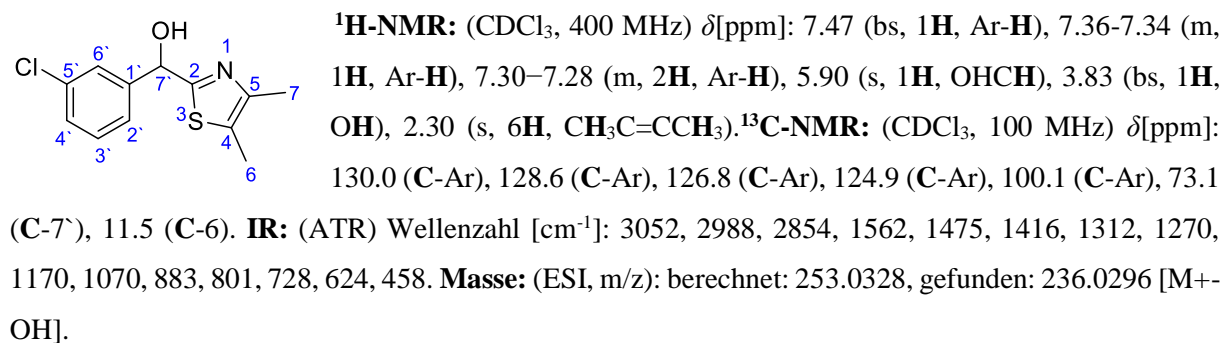 OH
Cl
N
S
1
2
3
4
5
6
7
1`
2`
3`
4`
5`
6`
7`
¹H-NMR: (CDCl₃, 400 MHz) δ[ppm]: 7.47 (bs, 1H, Ar-H), 7.36-7.34 (m,
1H, Ar-H), 7.30−7.28 (m, 2H, Ar-H), 5.90 (s, 1H, OHCH), 3.83 (bs, 1H,
OH), 2.30 (s, 6H, CH₃C=CCH₃).¹³C-NMR: (CDCl₃, 100 MHz) δ[ppm]:
130.0 (C-Ar), 128.6 (C-Ar), 126.8 (C-Ar), 124.9 (C-Ar), 100.1 (C-Ar), 73.1
(C-7`), 11.5 (C-6). IR: (ATR) Wellenzahl [cm⁻¹]: 3052, 2988, 2854, 1562, 1475, 1416, 1312, 1270,
1170, 1070, 883, 801, 728, 624, 458. Masse: (ESI, m/z): berechnet: 253.0328, gefunden: 236.0296 [M+-
OH].